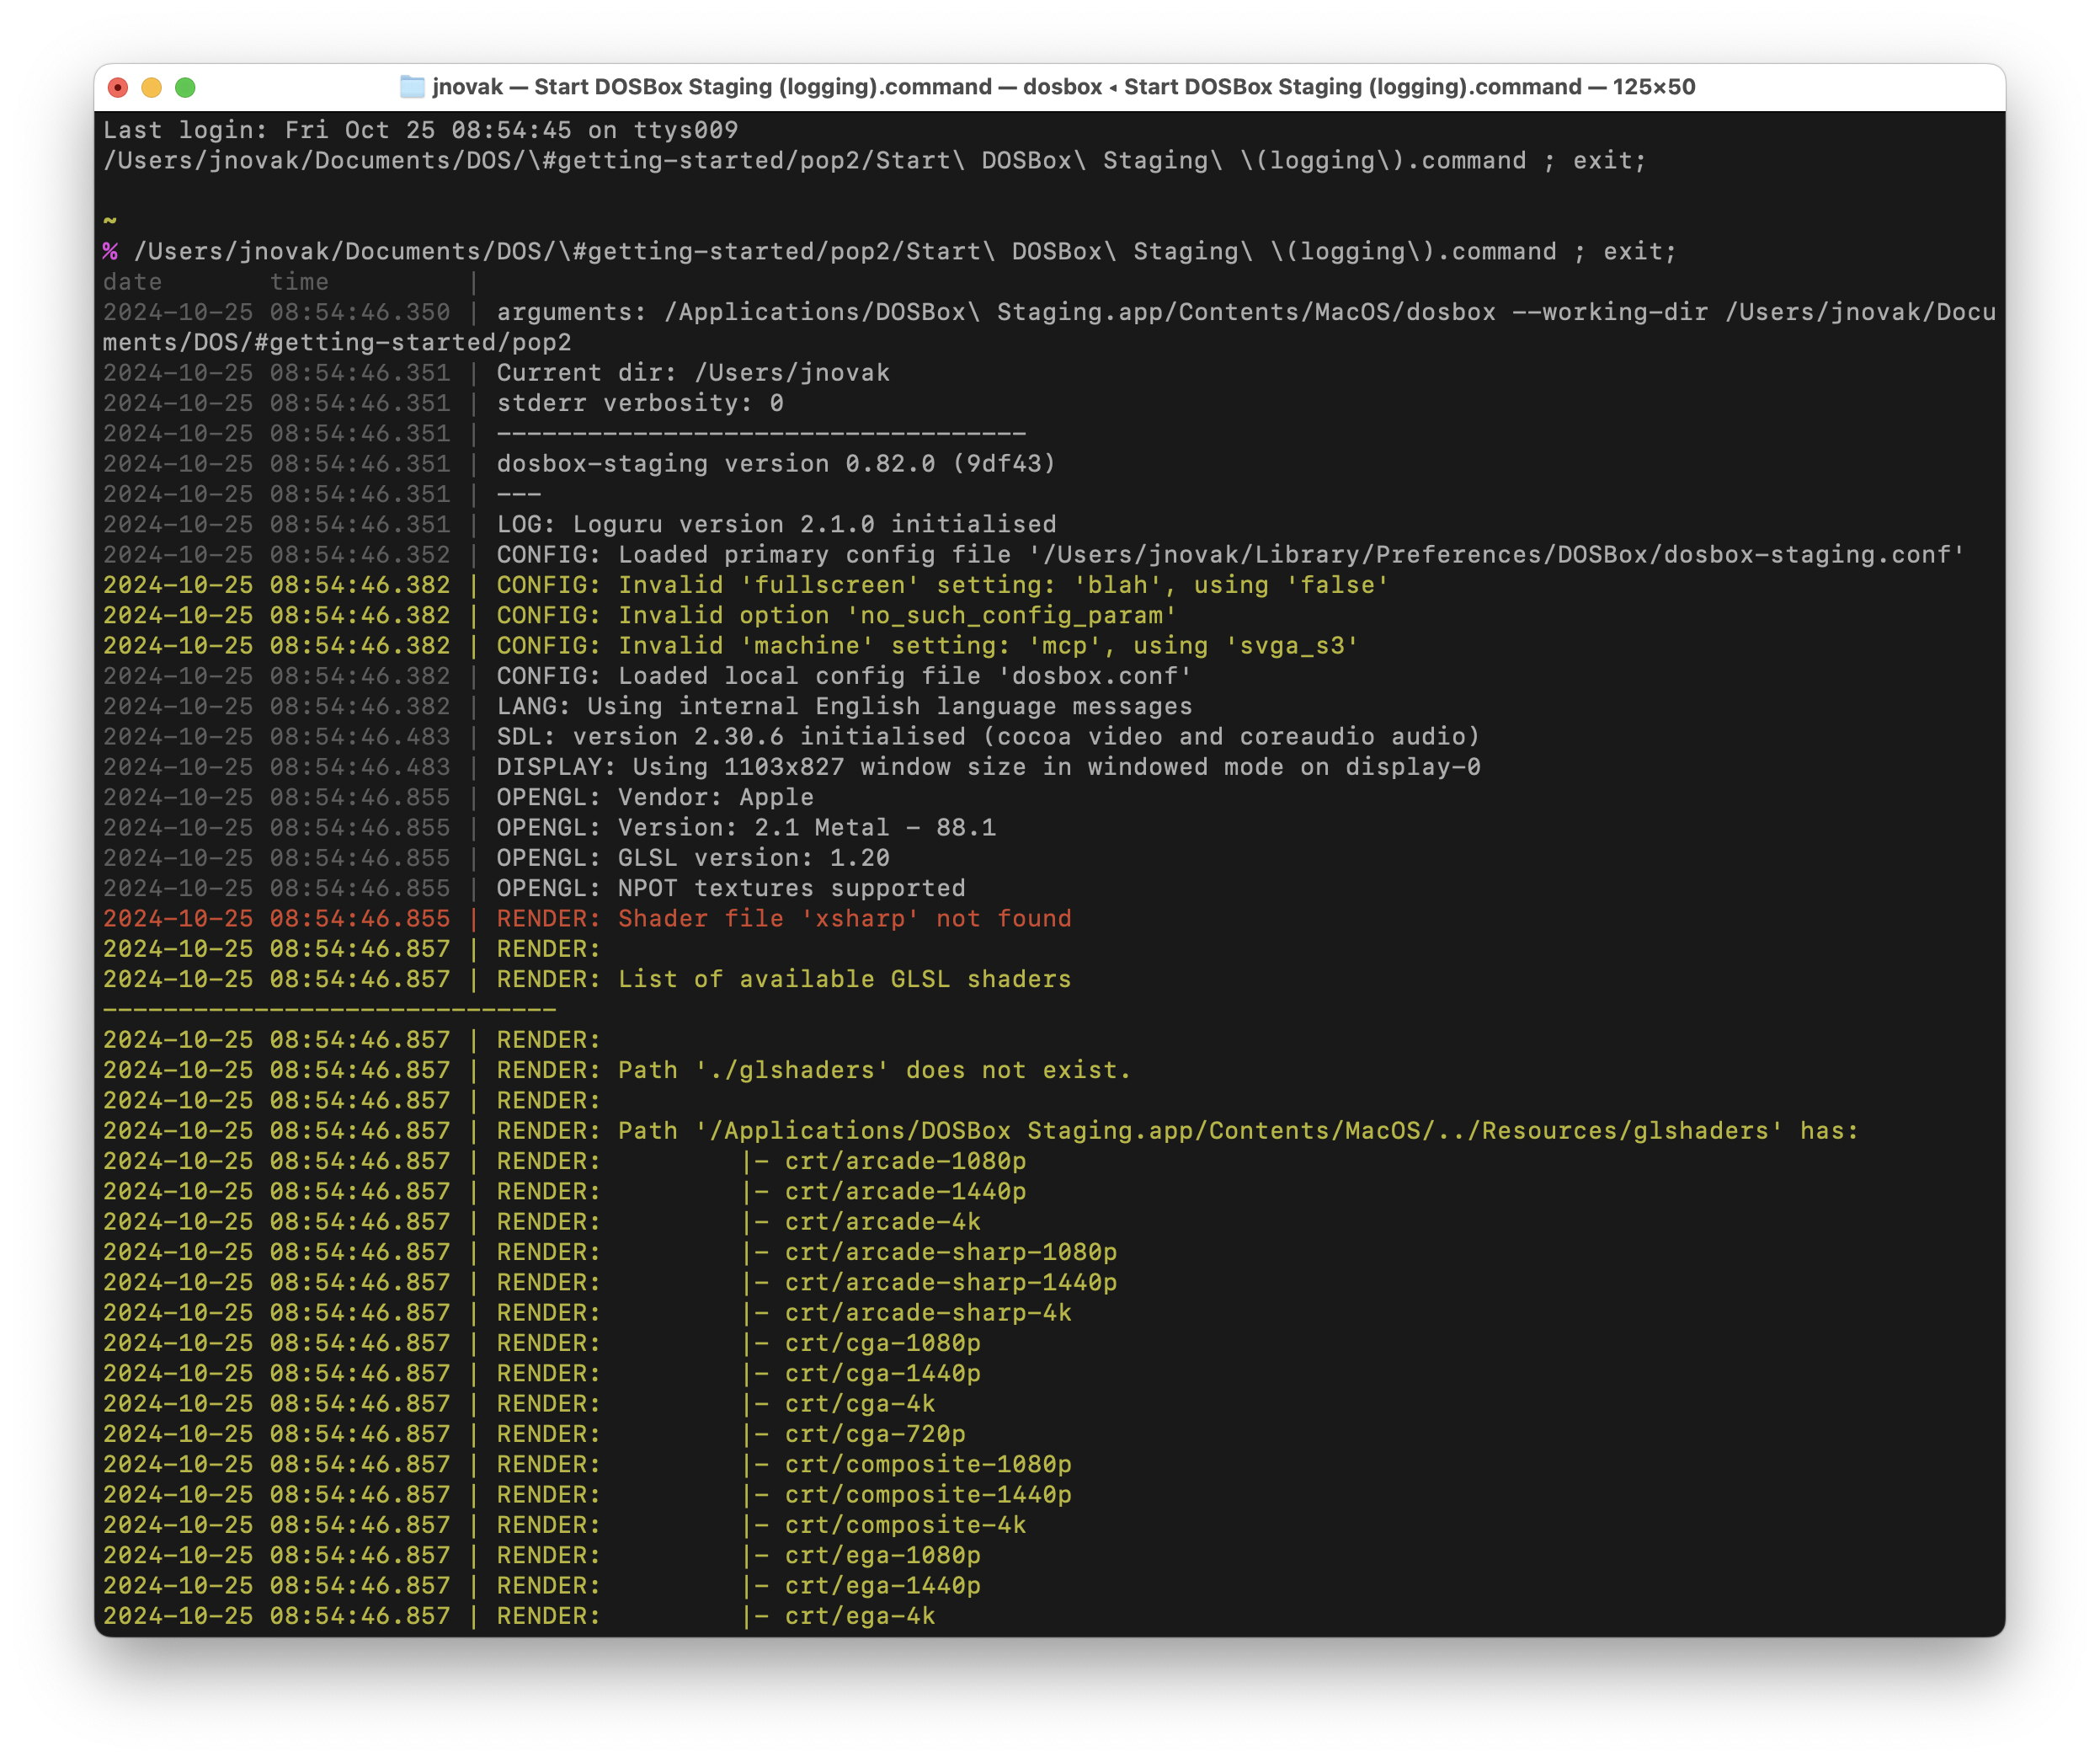 jnovak — Start DOSBox Staging (logging).command — dosbox ◂ Start DOSBox Staging (logging).command — 125×50
Last login: Fri Oct 25 08:54:45 on ttys009
/Users/jnovak/Documents/DOS/\#getting-started/pop2/Start\ DOSBox\ Staging\ \(logging\).command ; exit;
~
% /Users/jnovak/Documents/DOS/\#getting-started/pop2/Start\ DOSBox\ Staging\ \(logging\).command ; exit;
date       time         |
2024-10-25 08:54:46.350 | arguments: /Applications/DOSBox\ Staging.app/Contents/MacOS/dosbox --working-dir /Users/jnovak/Docu
ments/DOS/#getting-started/pop2
2024-10-25 08:54:46.351 | Current dir: /Users/jnovak
2024-10-25 08:54:46.351 | stderr verbosity: 0
2024-10-25 08:54:46.351 | -----------------------------------
2024-10-25 08:54:46.351 | dosbox-staging version 0.82.0 (9df43)
2024-10-25 08:54:46.351 | ---
2024-10-25 08:54:46.351 | LOG: Loguru version 2.1.0 initialised
2024-10-25 08:54:46.352 | CONFIG: Loaded primary config file '/Users/jnovak/Library/Preferences/DOSBox/dosbox-staging.conf'
2024-10-25 08:54:46.382 | CONFIG: Invalid 'fullscreen' setting: 'blah', using 'false'
2024-10-25 08:54:46.382 | CONFIG: Invalid option 'no_such_config_param'
2024-10-25 08:54:46.382 | CONFIG: Invalid 'machine' setting: 'mcp', using 'svga_s3'
2024-10-25 08:54:46.382 | CONFIG: Loaded local config file 'dosbox.conf'
2024-10-25 08:54:46.382 | LANG: Using internal English language messages
2024-10-25 08:54:46.483 | SDL: version 2.30.6 initialised (cocoa video and coreaudio audio)
2024-10-25 08:54:46.483 | DISPLAY: Using 1103x827 window size in windowed mode on display-0
2024-10-25 08:54:46.855 | OPENGL: Vendor: Apple
2024-10-25 08:54:46.855 | OPENGL: Version: 2.1 Metal - 88.1
2024-10-25 08:54:46.855 | OPENGL: GLSL version: 1.20
2024-10-25 08:54:46.855 | OPENGL: NPOT textures supported
2024-10-25 08:54:46.855 | RENDER: Shader file 'xsharp' not found
2024-10-25 08:54:46.857 | RENDER:
2024-10-25 08:54:46.857 | RENDER: List of available GLSL shaders
------------------------------
2024-10-25 08:54:46.857 | RENDER:
2024-10-25 08:54:46.857 | RENDER: Path './glshaders' does not exist.
2024-10-25 08:54:46.857 | RENDER:
2024-10-25 08:54:46.857 | RENDER: Path '/Applications/DOSBox Staging.app/Contents/MacOS/../Resources/glshaders' has:
2024-10-25 08:54:46.857 | RENDER:         |- crt/arcade-1080p
2024-10-25 08:54:46.857 | RENDER:         |- crt/arcade-1440p
2024-10-25 08:54:46.857 | RENDER:         |- crt/arcade-4k
2024-10-25 08:54:46.857 | RENDER:         |- crt/arcade-sharp-1080p
2024-10-25 08:54:46.857 | RENDER:         |- crt/arcade-sharp-1440p
2024-10-25 08:54:46.857 | RENDER:         |- crt/arcade-sharp-4k
2024-10-25 08:54:46.857 | RENDER:         |- crt/cga-1080p
2024-10-25 08:54:46.857 | RENDER:         |- crt/cga-1440p
2024-10-25 08:54:46.857 | RENDER:         |- crt/cga-4k
2024-10-25 08:54:46.857 | RENDER:         |- crt/cga-720p
2024-10-25 08:54:46.857 | RENDER:         |- crt/composite-1080p
2024-10-25 08:54:46.857 | RENDER:         |- crt/composite-1440p
2024-10-25 08:54:46.857 | RENDER:         |- crt/composite-4k
2024-10-25 08:54:46.857 | RENDER:         |- crt/ega-1080p
2024-10-25 08:54:46.857 | RENDER:         |- crt/ega-1440p
2024-10-25 08:54:46.857 | RENDER:         |- crt/ega-4k